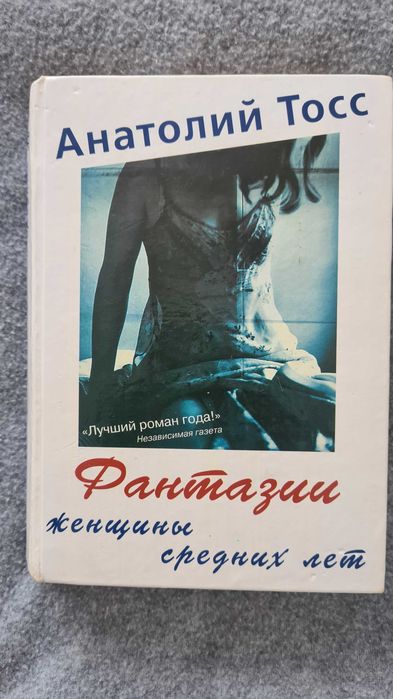 Анатолий Тосс
«Лучший роман года!»
Независимая газета
Фантазии
женщины
средних лет